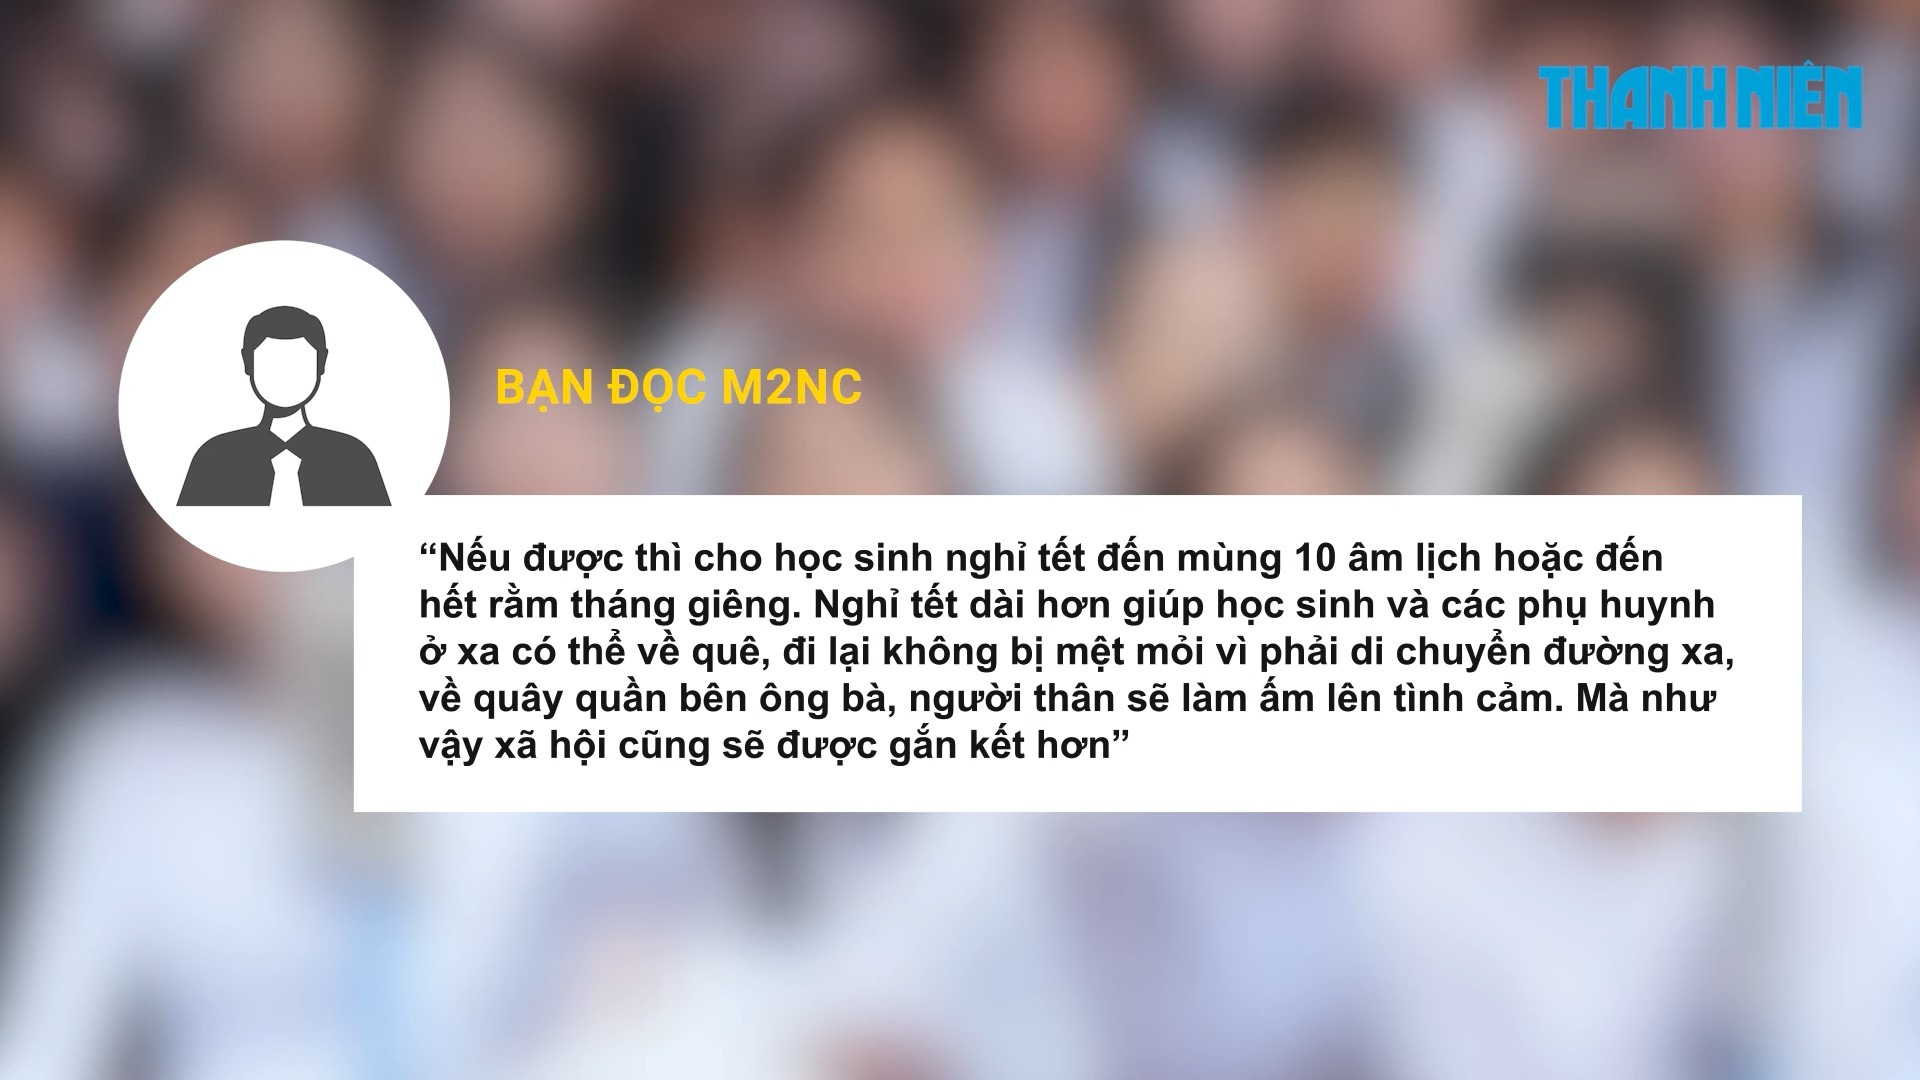 THANH NIÊN
BẠN ĐỌC M2NC
“Nếu được thì cho học sinh nghỉ tết đến mùng 10 âm lịch hoặc đến
hết rằm tháng giêng. Nghỉ tết dài hơn giúp học sinh và các phụ huynh
ở xa có thể về quê, đi lại không bị mệt mỏi vì phải di chuyển đường xa,
về quây quần bên ông bà, người thân sẽ làm ấm lên tình cảm. Mà như
vậy xã hội cũng sẽ được gắn kết hơn”